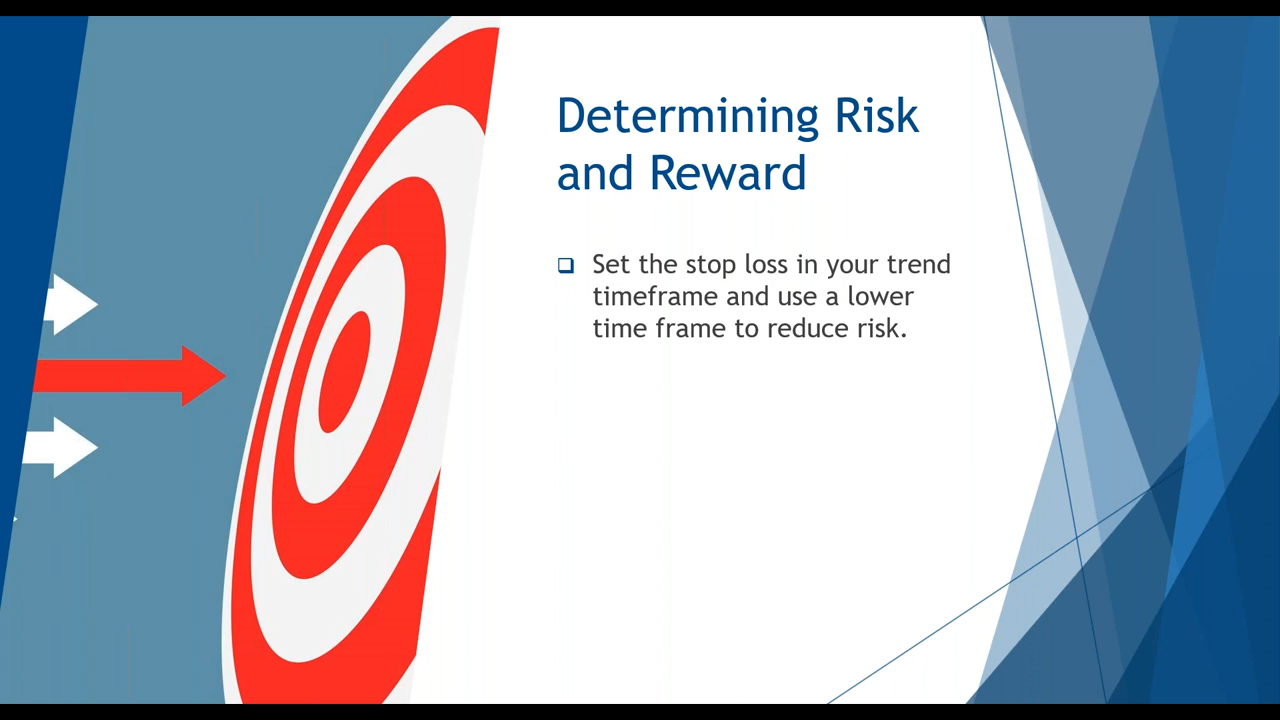 Determining Risk
and Reward
❑ Set the stop loss in your trend
timeframe and use a lower
time frame to reduce risk.